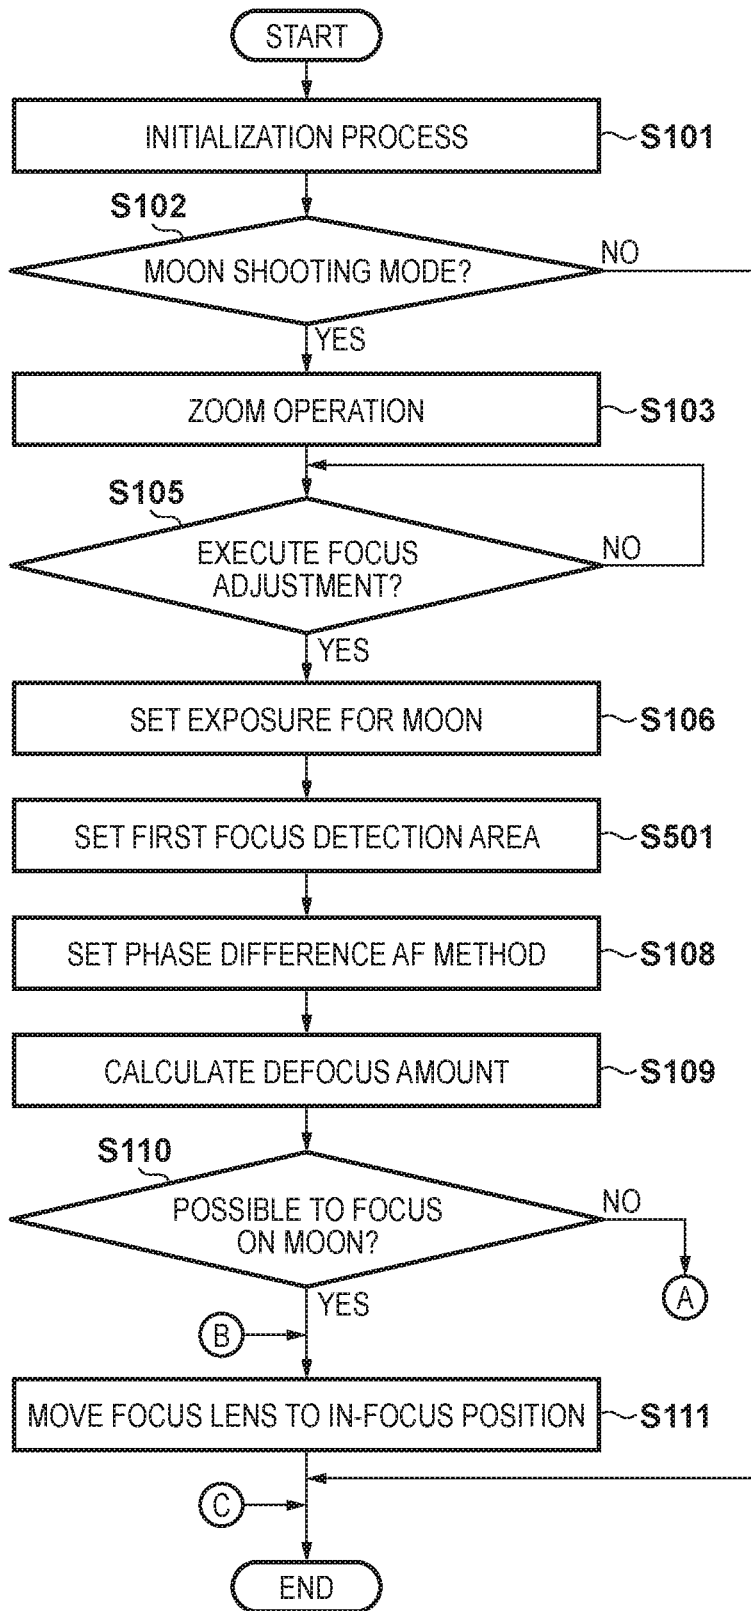 START
INITIALIZATION PROCESS
S101
S102
MOON SHOOTING MODE?
NO
YES
ZOOM OPERATION
S103
S105
EXECUTE FOCUS
ADJUSTMENT?
NO
YES
SET EXPOSURE FOR MOON
S106
SET FIRST FOCUS DETECTION AREA
S501
SET PHASE DIFFERENCE AF METHOD
S108
CALCULATE DEFOCUS AMOUNT
S109
S110
POSSIBLE TO FOCUS
ON MOON?
NO
A
YES
B
MOVE FOCUS LENS TO IN-FOCUS POSITION
S111
C
END